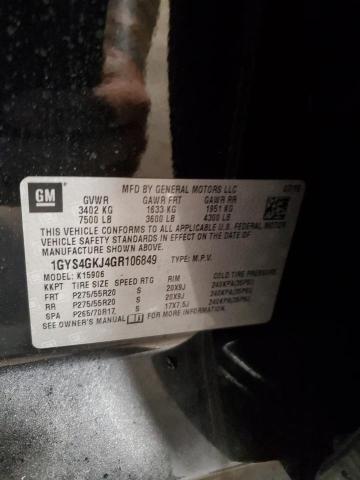 MFD BY GENERAL MOTORS LLC
GM
GVWR GAWR FRT GAWR RR
3402 KG 1633 KG 1951 KG
7500 LB 3600 LB 4300 LB
THIS VEHICLE CONFORMS TO ALL APPLICABLE U.S. FEDERAL MOTOR
VEHICLE SAFETY STANDARDS IN EFFECT ON THE DATE OF
MANUFACTURE SHOWN ABOVE.
1GYS4GKJ4GR106849 TYPE: M.P.V.
MODEL: K15906
KKPT TIRE SIZE SPEED RTG RIM COLD TIRE PRESSURE
FRT P275/55R20 S 20X9J 240KPA(35PSI)
RR P275/55R20 S 20X9J 240KPA(35PSI)
SPA P265/70R17 S 17X7.5J 240KPA(35PSI)
SEE OWNER'S MANUAL